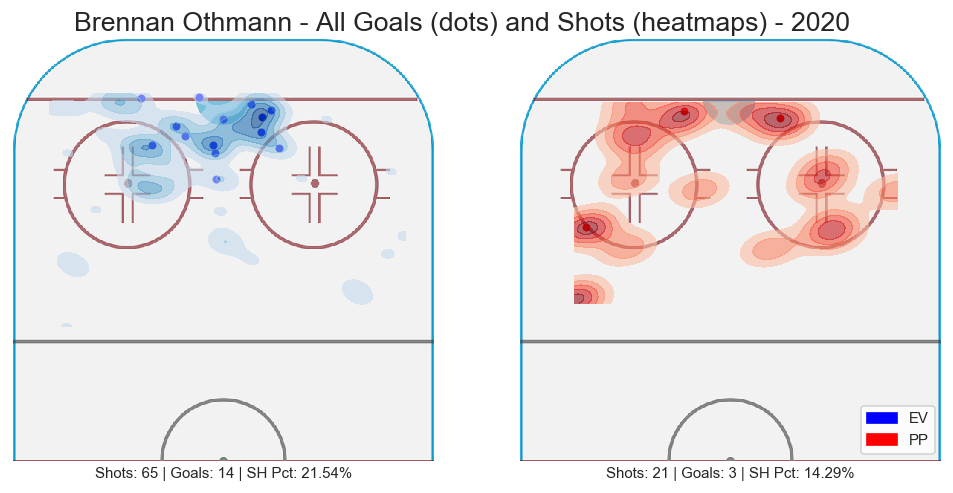 Brennan Othmann - All Goals (dots) and Shots (heatmaps) - 2020
EV
PP
Shots: 65 | Goals: 14 | SH Pct: 21.54%
Shots: 21 | Goals: 3 | SH Pct: 14.29%